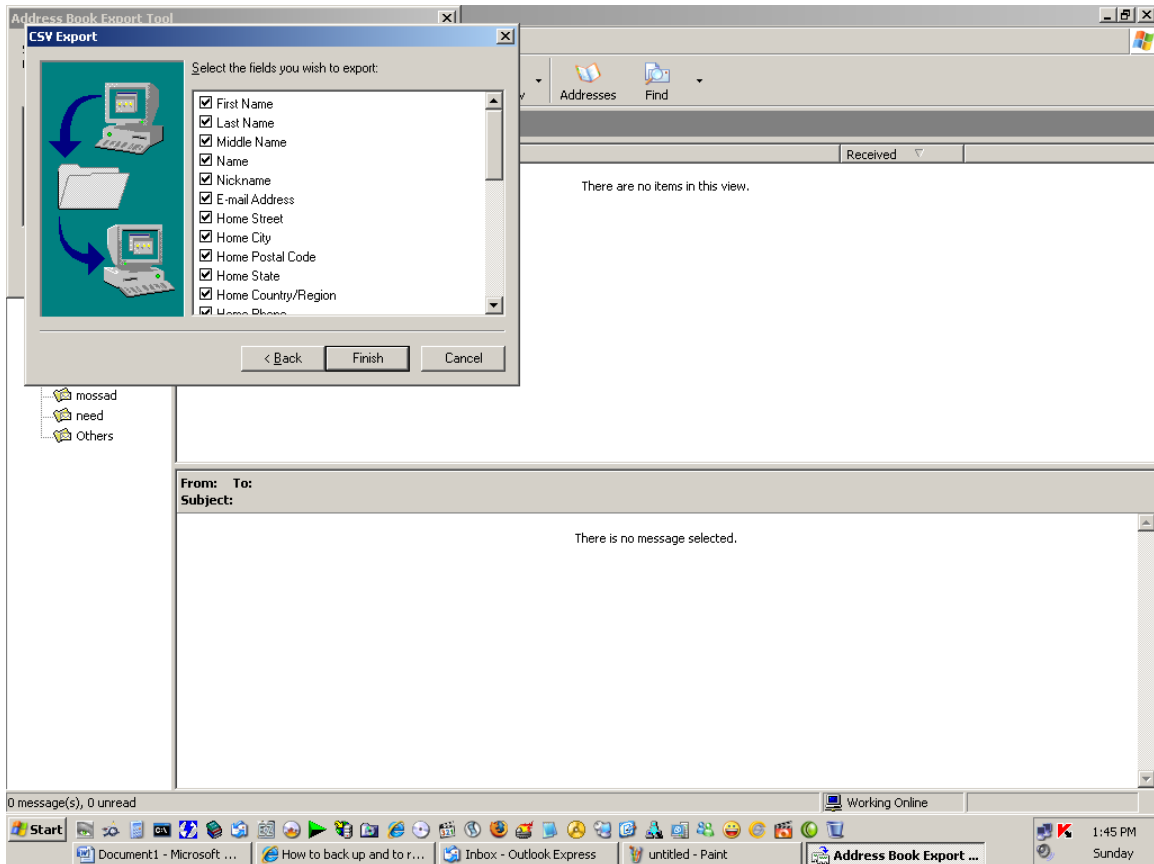 Address Book Export Tool
CSV Export
Select the fields you wish to export:
First Name
Last Name
Middle Name
Name
Nickname
E-mail Address
Home Street
Home City
Home Postal Code
Home State
Home Country/Region
Home Phone
< Back
Finish
Cancel
Addresses
Find
Received
There are no items in this view.
mossad
need
Others
From: To:
Subject:
There is no message selected.
0 message(s), 0 unread
Working Online
Start
1:45 PM
Document1 - Microsoft ...
How to back up and to r...
Inbox - Outlook Express
untitled - Paint
Address Book Export ...
Sunday